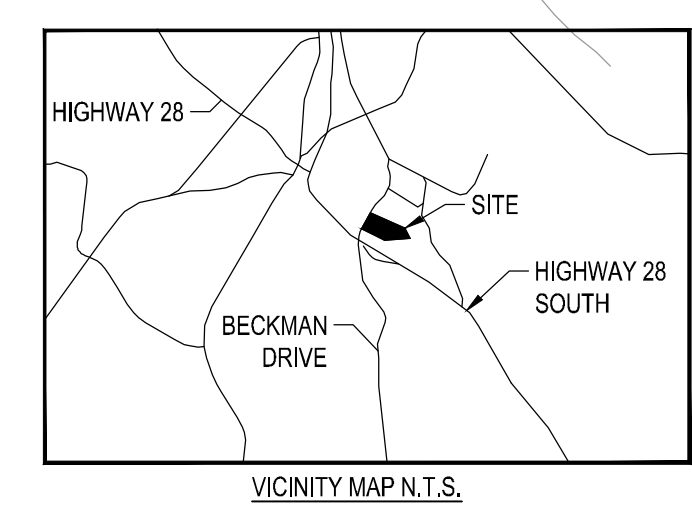 HIGHWAY 28
SITE
HIGHWAY 28
SOUTH
BECKMAN
DRIVE
VICINITY MAP N.T.S.